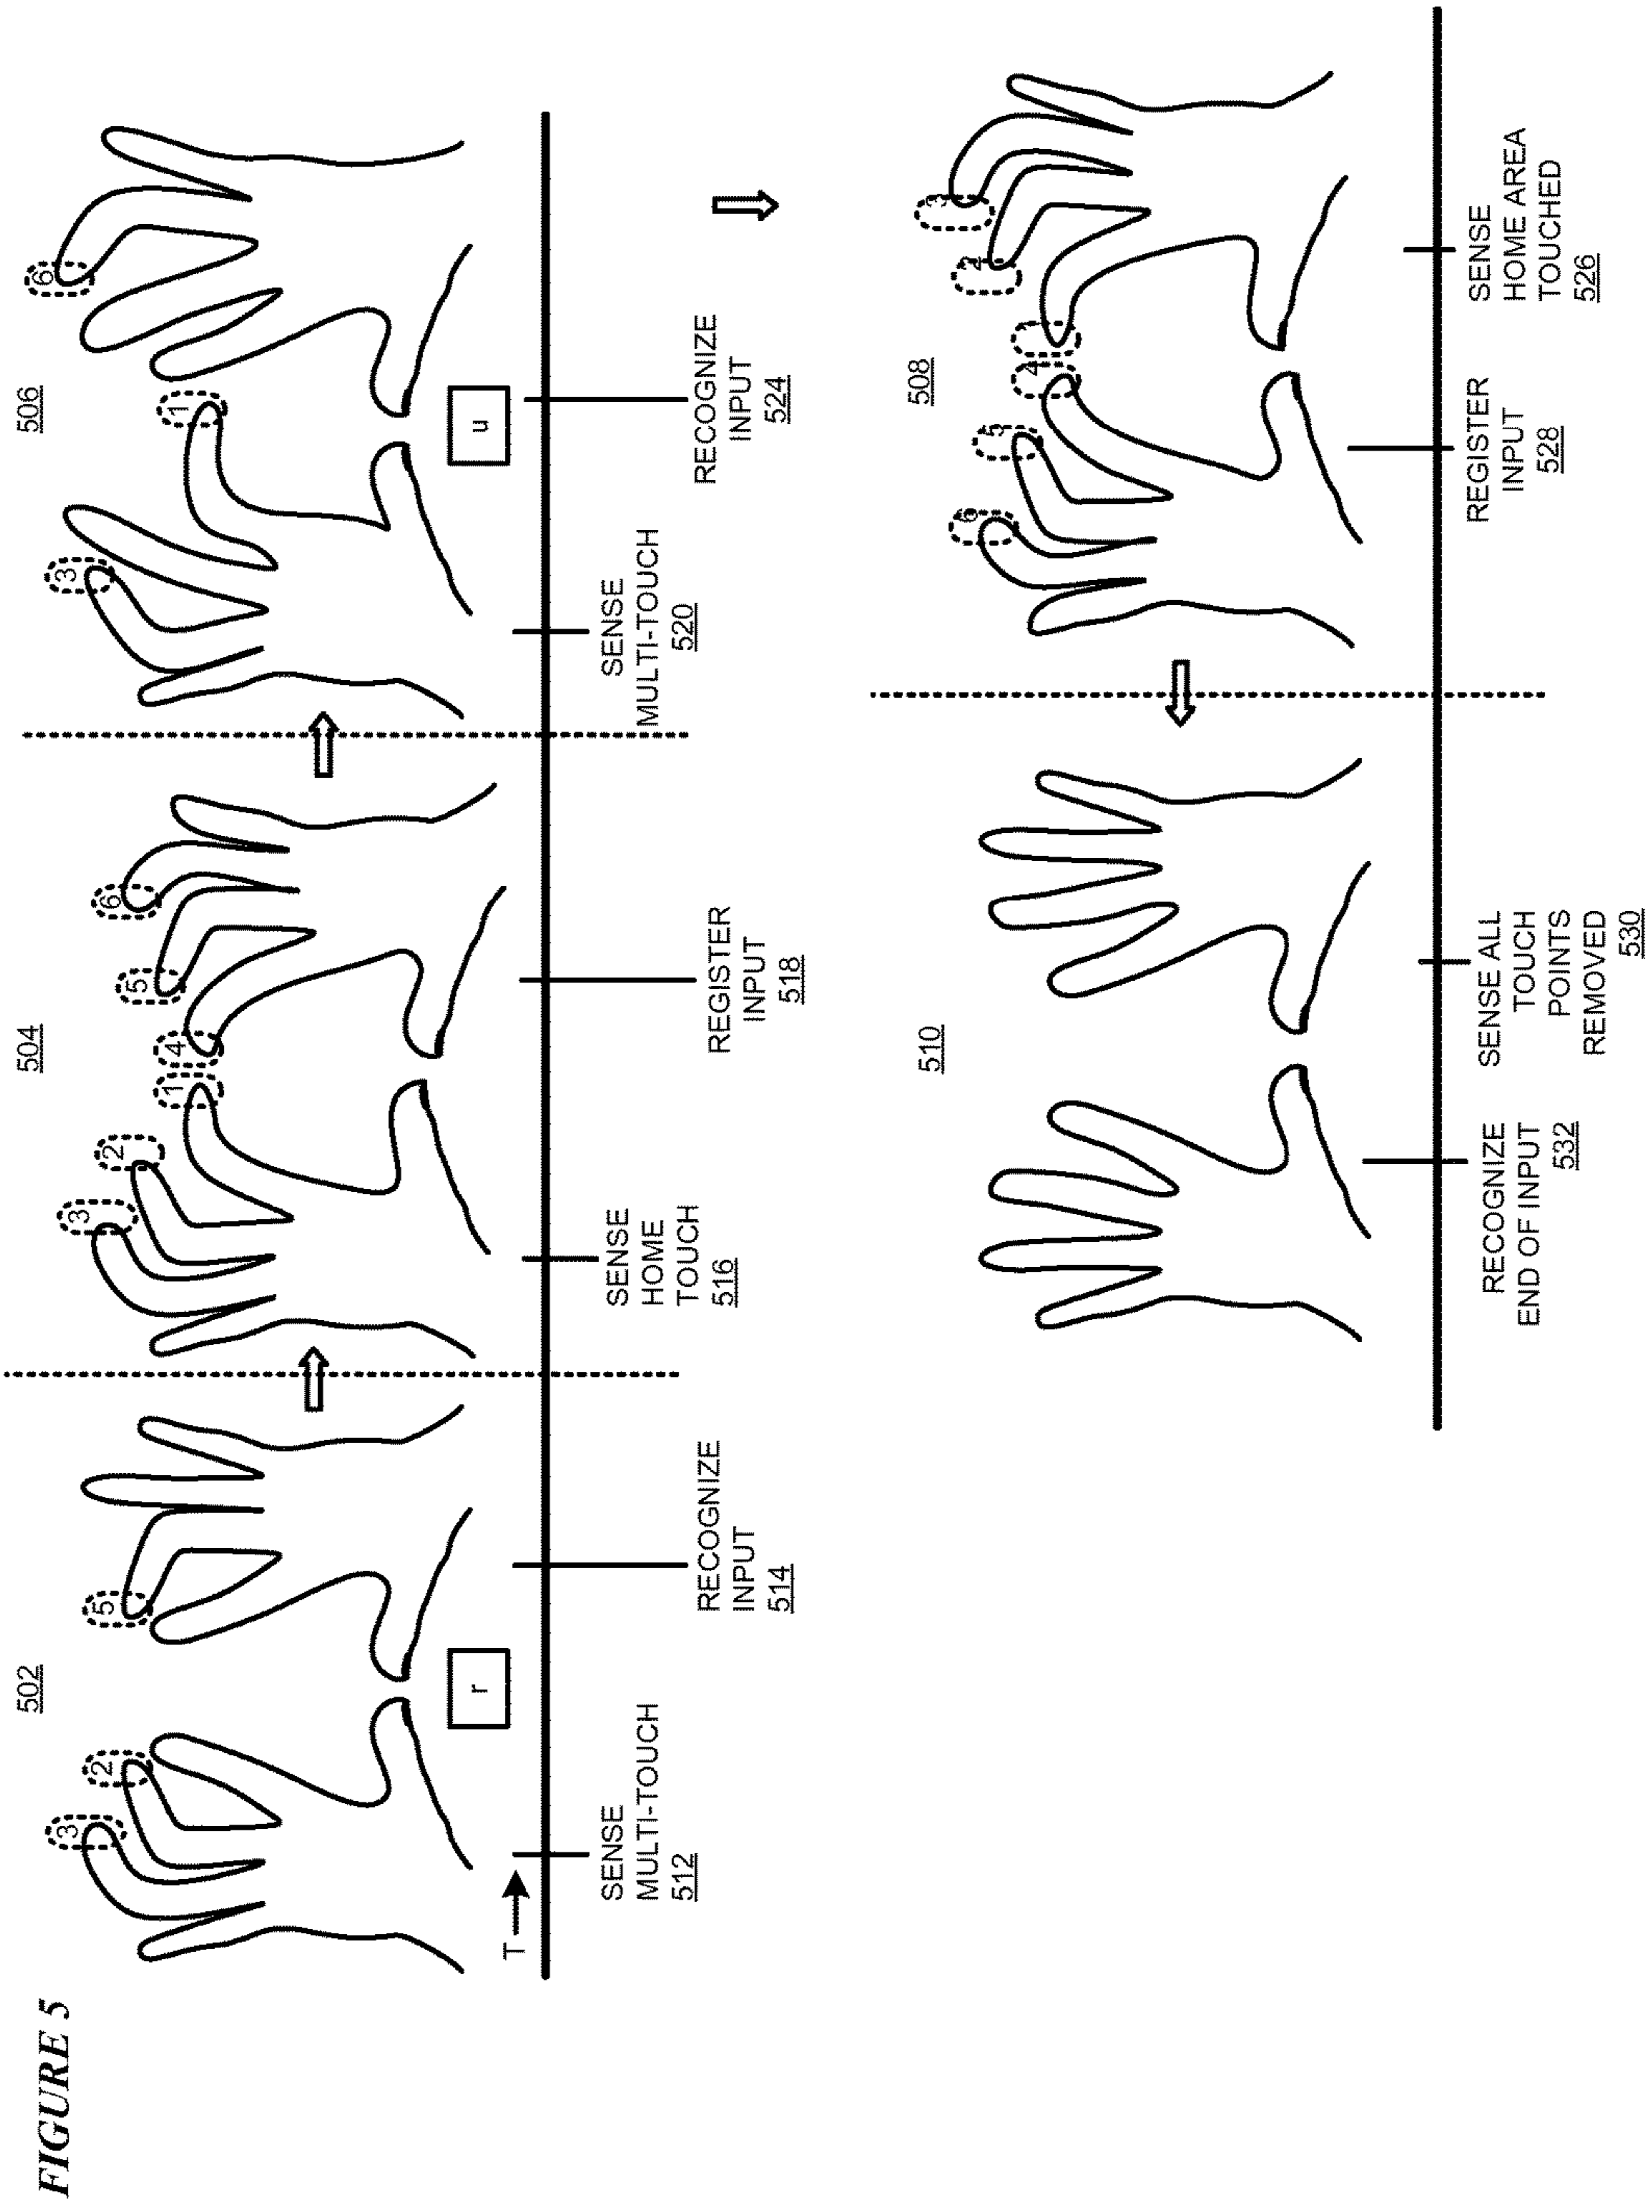 FIGURE 5
502
3
2
5
r
T
SENSE
MULTI-TOUCH
512
RECOGNIZE
INPUT
514
504
3
2
1
4
5
6
SENSE
HOME
TOUCH
516
REGISTER
INPUT
518
506
3
1
6
u
SENSE
MULTI-TOUCH
520
RECOGNIZE
INPUT
524
508
6
5
4
1
2
3
REGISTER
INPUT
528
SENSE
HOME AREA
TOUCHED
526
510
RECOGNIZE
END OF INPUT
532
SENSE ALL
TOUCH
POINTS
REMOVED
530